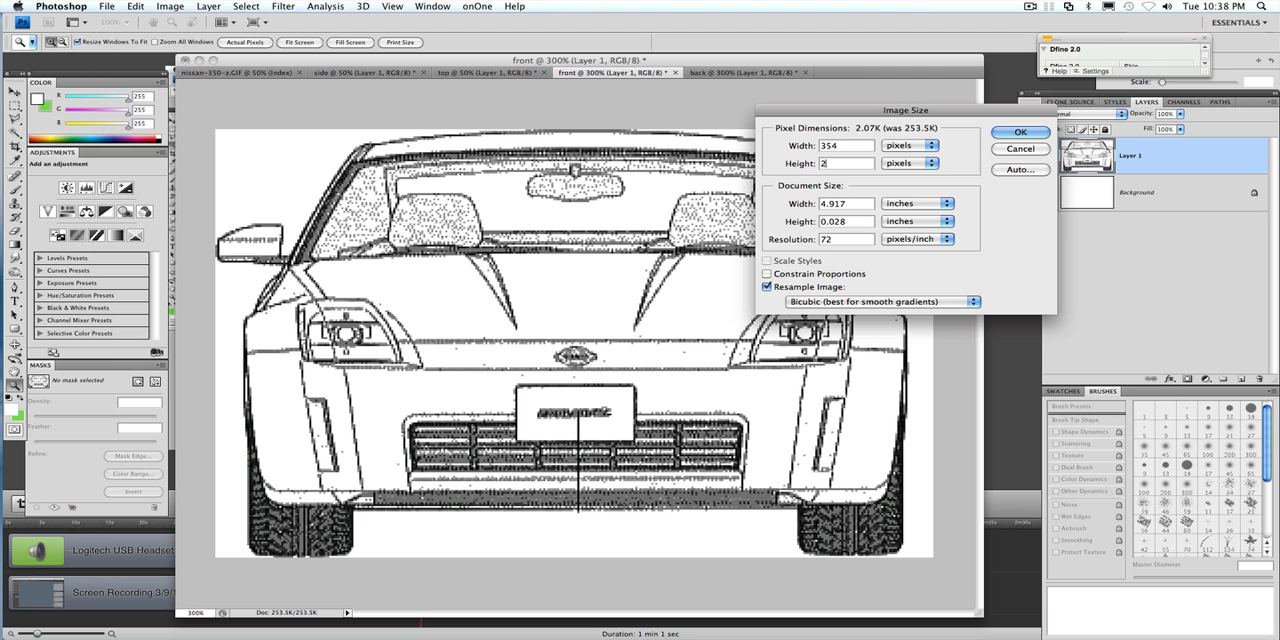 Photoshop File Edit Image Layer Select Filter Analysis 3D View Window onOne Help Tue 10:38 PM
100% ESSENTIALS
Resize Windows To Fit Zoom All Windows Actual Pixels Fit Screen Fill Screen Print Size
front @ 300% (Layer 1, RGB/8) *
nissan-350-z.GIF @ 50% (Index) side @ 50% (Layer 1, RGB/8) * top @ 50% (Layer 1, RGB/8) * front @ 300% (Layer 1, RGB/8) * back @ 300% (Layer 1, RGB/8) *
Dfine 2.0
Dfine 2.0
Help Settings
Scale:
COLOR
R 255
G 255
B 255
ADJUSTMENTS
Add an adjustment
Levels Presets
Curves Presets
Exposure Presets
Hue/Saturation Presets
Black & White Presets
Channel Mixer Presets
Selective Color Presets
MASKS
No mask selected
Density:
Feather:
Refine:
Mask Edge...
Color Range...
Invert
Image Size
Pixel Dimensions: 2.07K (was 253.5K)
Width: 354 pixels
Height: 2 pixels
Document Size:
Width: 4.917 inches
Height: 0.028 inches
Resolution: 72 pixels/inch
Scale Styles
Constrain Proportions
Resample Image:
Bicubic (best for smooth gradients)
OK
Cancel
Auto...
CLONE SOURCE STYLES LAYERS CHANNELS PATHS
Opacity: 100%
Fill: 100%
Layer 1
Background
SWATCHES BRUSHES
Brush Presets
Brush Tip Shape
Shape Dynamics
Scattering
Texture
Dual Brush
Color Dynamics
Other Dynamics
Noise
Wet Edges
Airbrush
Smoothing
Protect Texture
Master Diameter
300% Doc: 253.5K/253.5K
Logitech USB Headset
Screen Recording 3/9/1
Duration: 1 min 1 sec